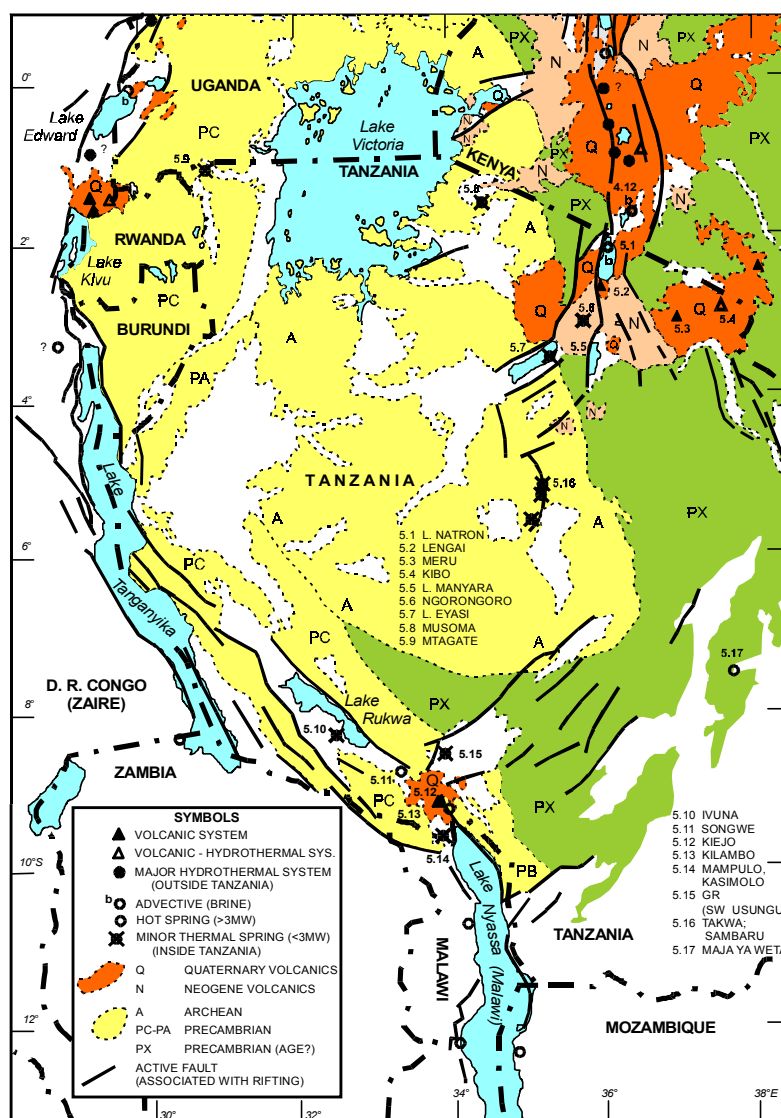 0°
2°
4°
6°
8°
10°S
12°
30°
32°
34°
36°
38°E
UGANDA
Lake
Edward
b
?
PC
5.9
Lake
Victoria
TANZANIA
KENYA
A
PX
N
Q
N
PX
Q
?
Q
N
N
PX
Q
Q
N
PX
4.12
b
N
5.8
PX
A
5.1
b
Q
RWANDA
Lake
Kivu
PC
BURUNDI
?
PA
A
A
Q
Q
5.2
5.6
N
5.7
5.5
Q
Q
5.3
5.4
N
N
TANZANIA
5.16
PX
A
A
Lake
Tanganyika
PC
A
A
PC
5.1 L. NATRON
5.2 LENGAI
5.3 MERU
5.4 KIBO
5.5 L. MANYARA
5.6 NGORONGORO
5.7 L. EYASI
5.8 MUSOMA
5.9 MTAGATE
5.17
D. R. CONGO
(ZAIRE)
Lake
Rukwa
PX
5.10
5.15
ZAMBIA
5.11
Q
5.12
PC
5.13
5.14
PX
PB
Lake
Nyassa (Malawi)
MALAWI
5.10 IVUNA
5.11 SONGWE
5.12 KIEJO
5.13 KILAMBO
5.14 MAMPULO,
KASIMOLO
5.15 GR
(SW USUNGU
5.16 TAKWA;
SAMBARU
5.17 MAJA YA WETA
TANZANIA
MOZAMBIQUE
SYMBOLS
VOLCANIC SYSTEM
VOLCANIC - HYDROTHERMAL SYS.
MAJOR HYDROTHERMAL SYSTEM
(OUTSIDE TANZANIA)
b ADVECTIVE (BRINE)
HOT SPRING (>3MW)
MINOR THERMAL SPRING (<3MW)
(INSIDE TANZANIA)
Q QUATERNARY VOLCANICS
N NEOGENE VOLCANICS
A ARCHEAN
PC-PA PRECAMBRIAN
PX PRECAMBRIAN (AGE?)
ACTIVE FAULT
(ASSOCIATED WITH RIFTING)